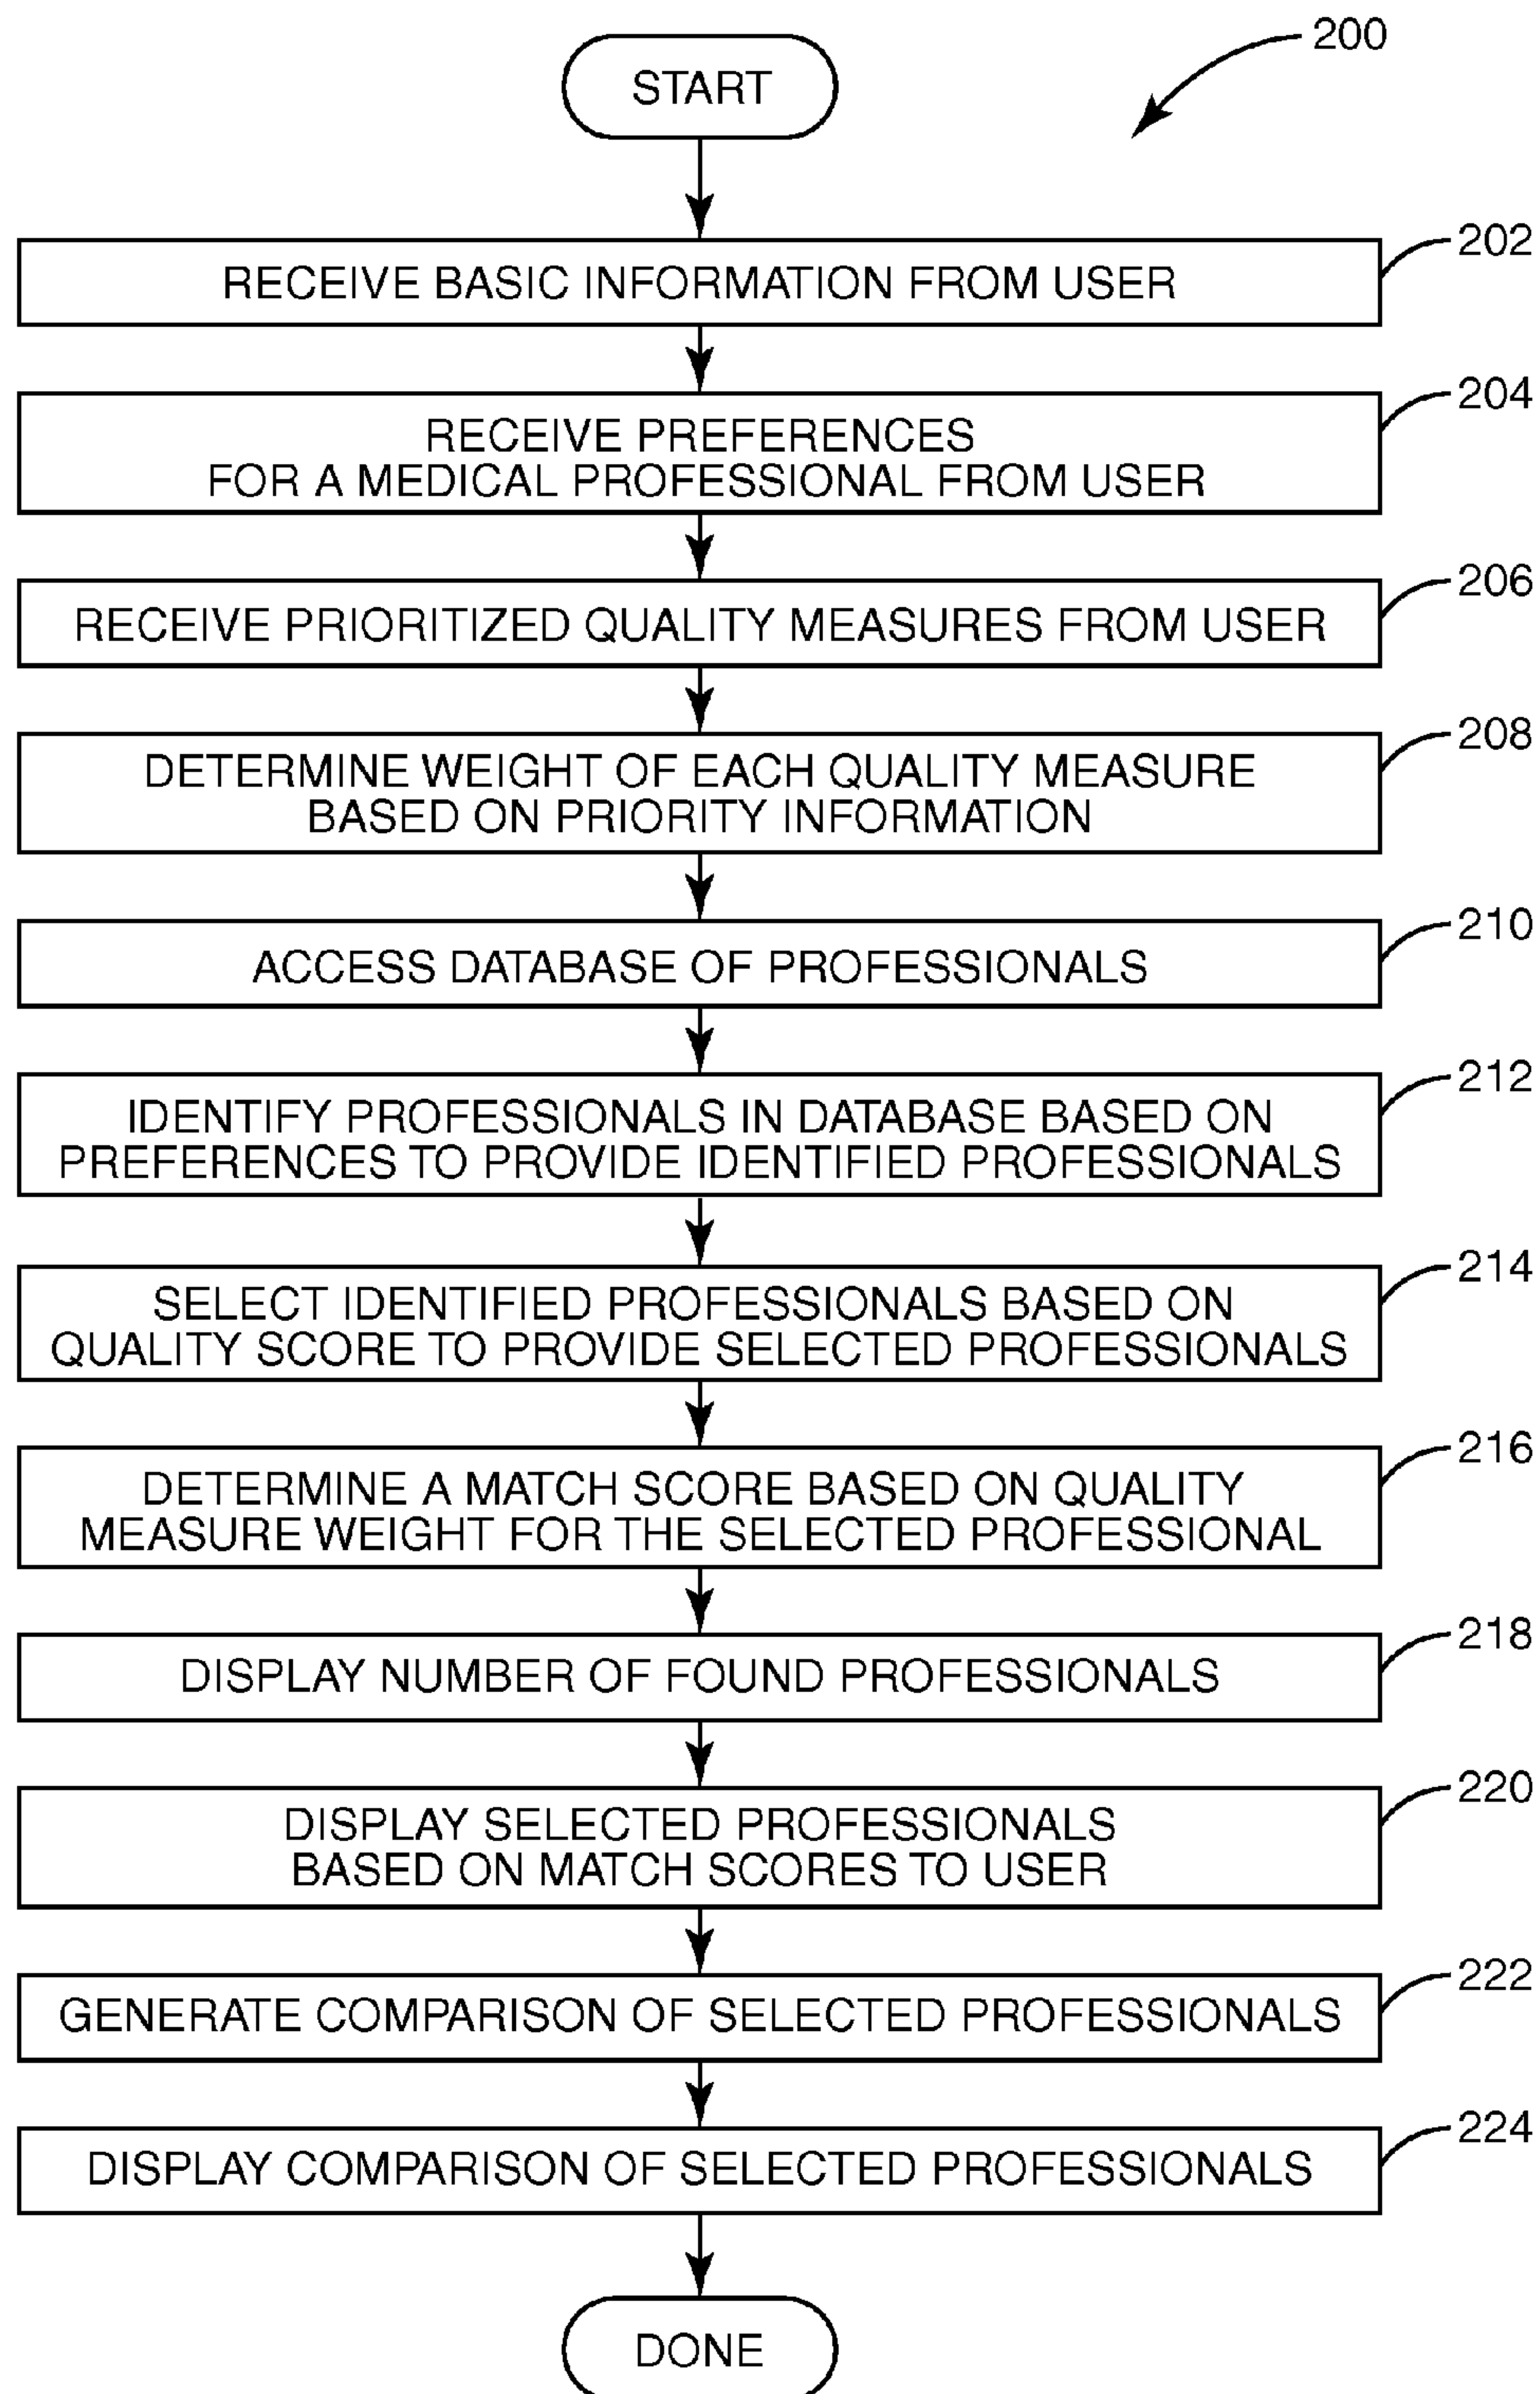 200
START
202
RECEIVE BASIC INFORMATION FROM USER
204
RECEIVE PREFERENCES
FOR A MEDICAL PROFESSIONAL FROM USER
206
RECEIVE PRIORITIZED QUALITY MEASURES FROM USER
208
DETERMINE WEIGHT OF EACH QUALITY MEASURE
BASED ON PRIORITY INFORMATION
210
ACCESS DATABASE OF PROFESSIONALS
212
IDENTIFY PROFESSIONALS IN DATABASE BASED ON
PREFERENCES TO PROVIDE IDENTIFIED PROFESSIONALS
214
SELECT IDENTIFIED PROFESSIONALS BASED ON
QUALITY SCORE TO PROVIDE SELECTED PROFESSIONALS
216
DETERMINE A MATCH SCORE BASED ON QUALITY
MEASURE WEIGHT FOR THE SELECTED PROFESSIONAL
218
DISPLAY NUMBER OF FOUND PROFESSIONALS
220
DISPLAY SELECTED PROFESSIONALS
BASED ON MATCH SCORES TO USER
222
GENERATE COMPARISON OF SELECTED PROFESSIONALS
224
DISPLAY COMPARISON OF SELECTED PROFESSIONALS
DONE